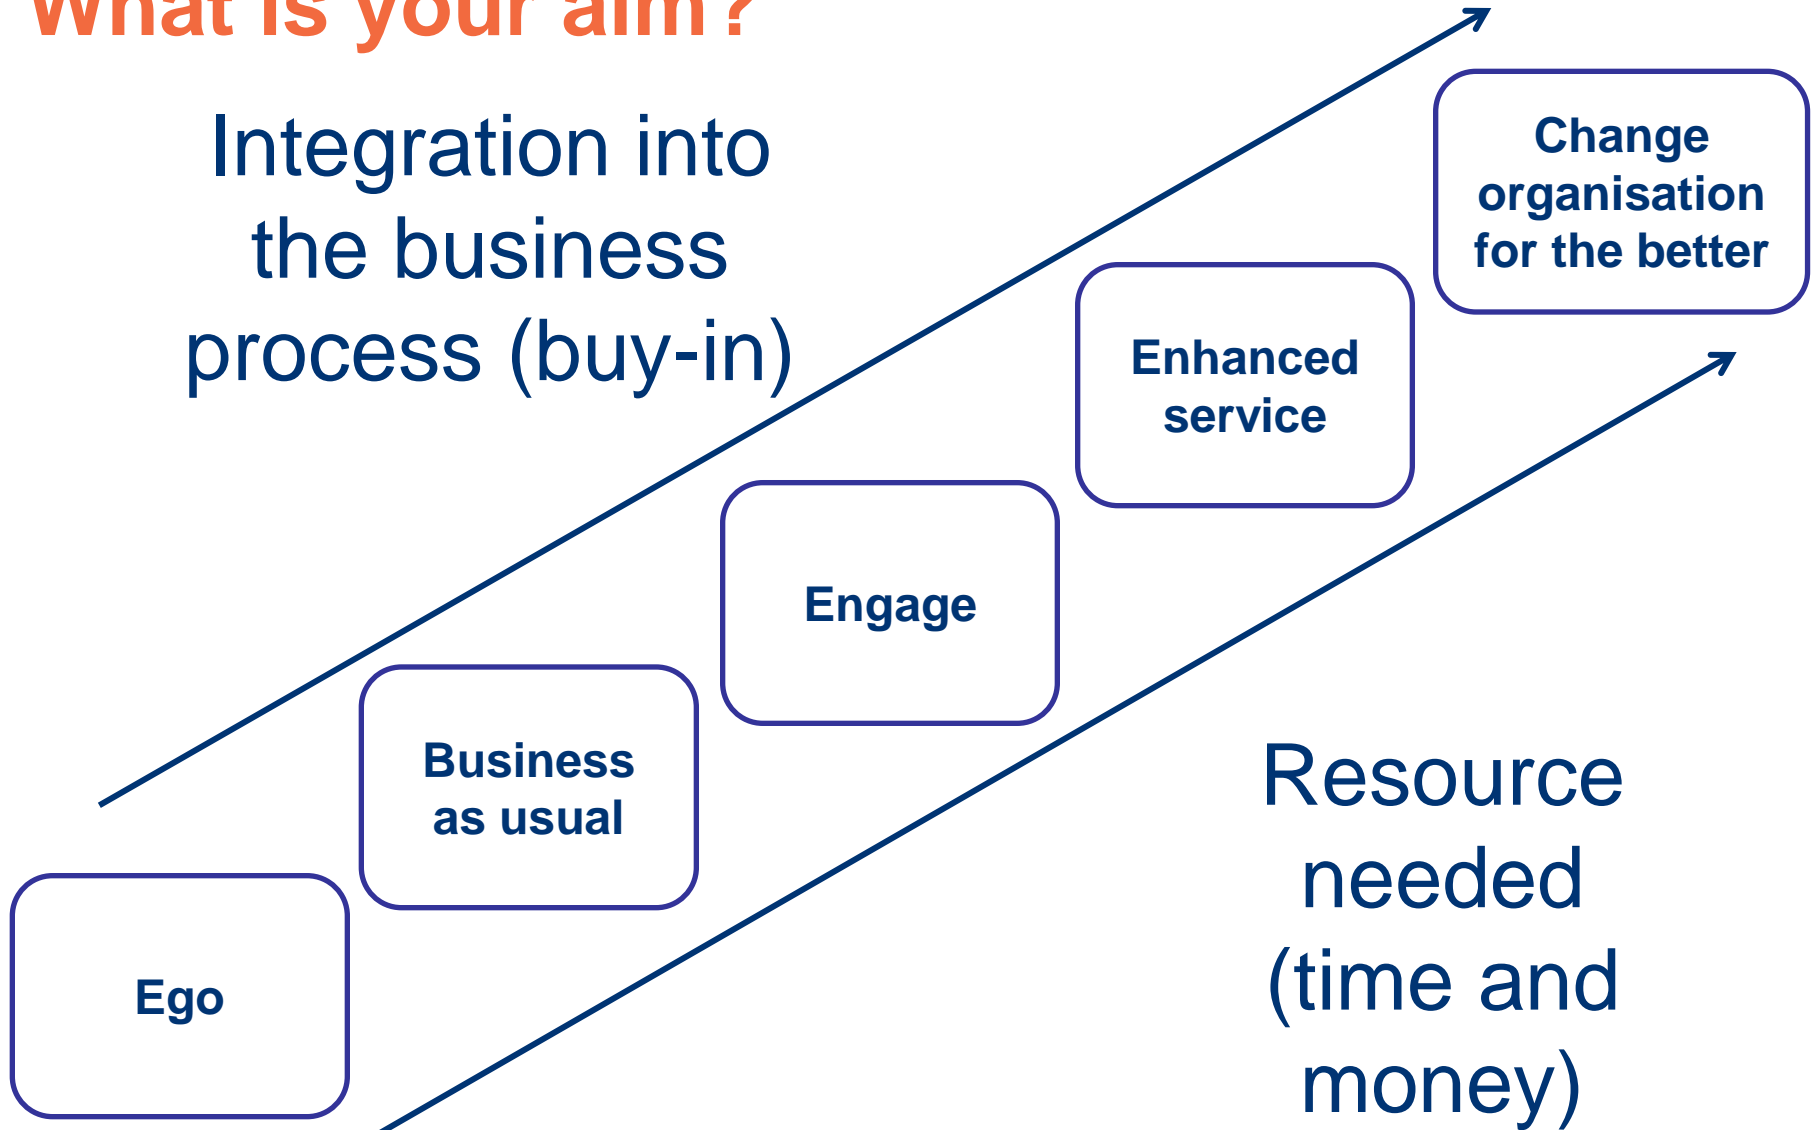 What is your aim?
Integration into
the business
process (buy-in)
Change
organisation
for the better
Enhanced
service
Engage
Business
as usual
Ego
Resource
needed
(time and
money)